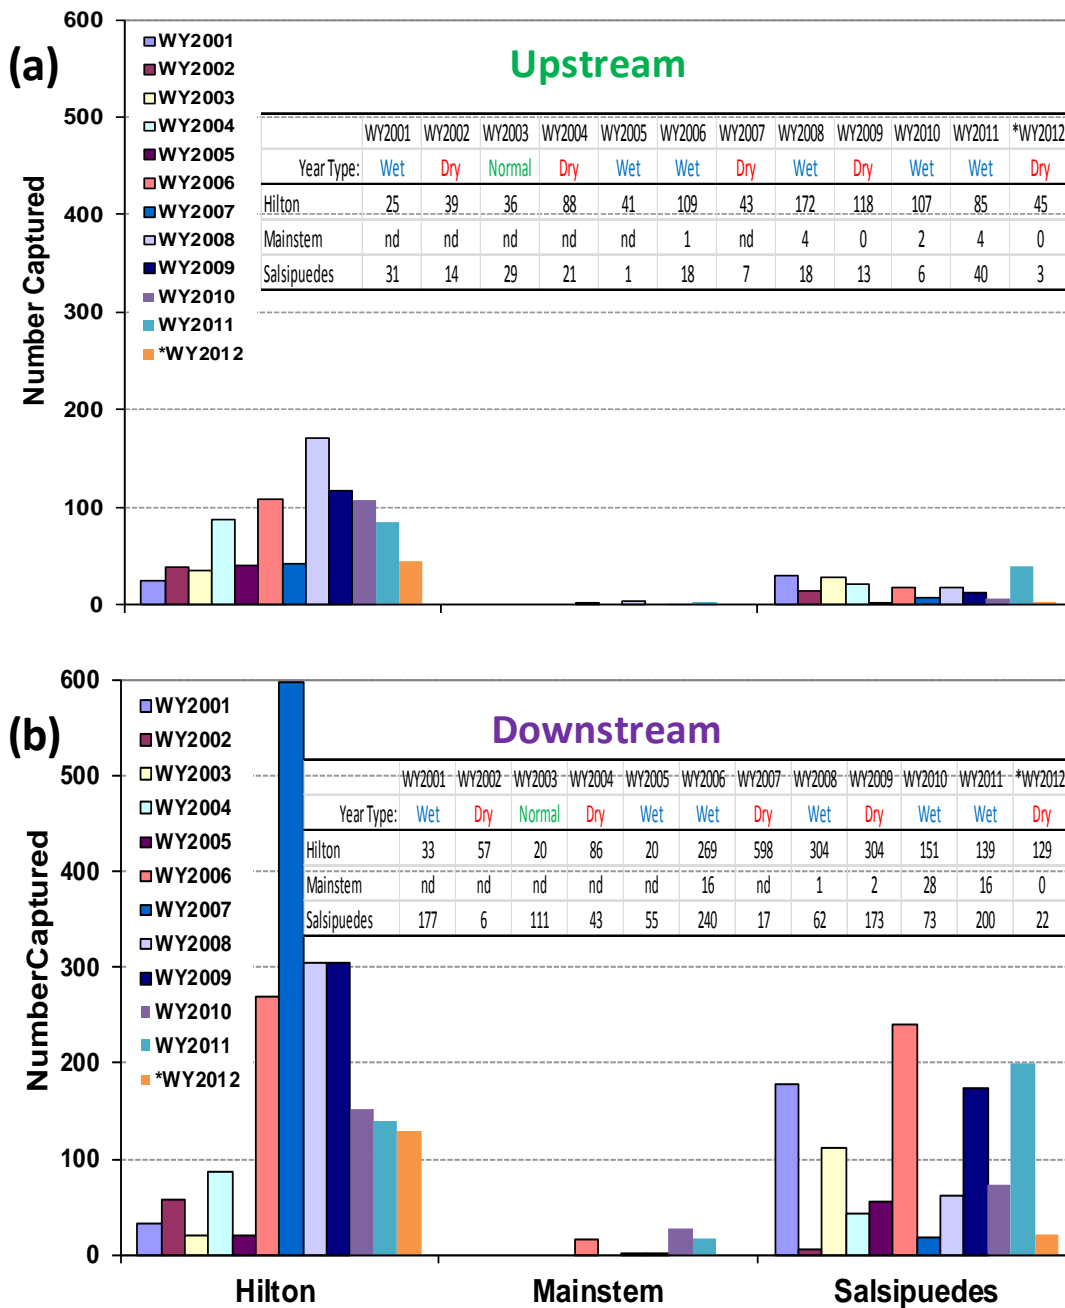 (a)
Upstream
600
500
400
300
200
100
0
Number Captured
WY2001
WY2002
WY2003
WY2004
WY2005
WY2006
WY2007
WY2008
WY2009
WY2010
WY2011
*WY2012
WY2001 WY2002 WY2003 WY2004 WY2005 WY2006 WY2007 WY2008 WY2009 WY2010 WY2011 *WY2012
Year Type: Wet Dry Normal Dry Wet Wet Dry Wet Dry Wet Wet Dry
Hilton 25 39 36 88 41 109 43 172 118 107 85 45
Mainstem nd nd nd nd nd 1 nd 4 0 2 4 0
Salsipuedes 31 14 29 21 1 18 7 18 13 6 40 3
(b)
Downstream
600
500
400
300
200
100
0
NumberCaptured
WY2001
WY2002
WY2003
WY2004
WY2005
WY2006
WY2007
WY2008
WY2009
WY2010
WY2011
*WY2012
WY2001 WY2002 WY2003 WY2004 WY2005 WY2006 WY2007 WY2008 WY2009 WY2010 WY2011 *WY2012
Year Type: Wet Dry Normal Dry Wet Wet Dry Wet Dry Wet Wet Dry
Hilton 33 57 20 86 20 269 598 304 304 151 139 129
Mainstem nd nd nd nd nd 16 nd 1 2 28 16 0
Salsipuedes 177 6 111 43 55 240 17 62 173 73 200 22
Hilton Mainstem Salsipuedes